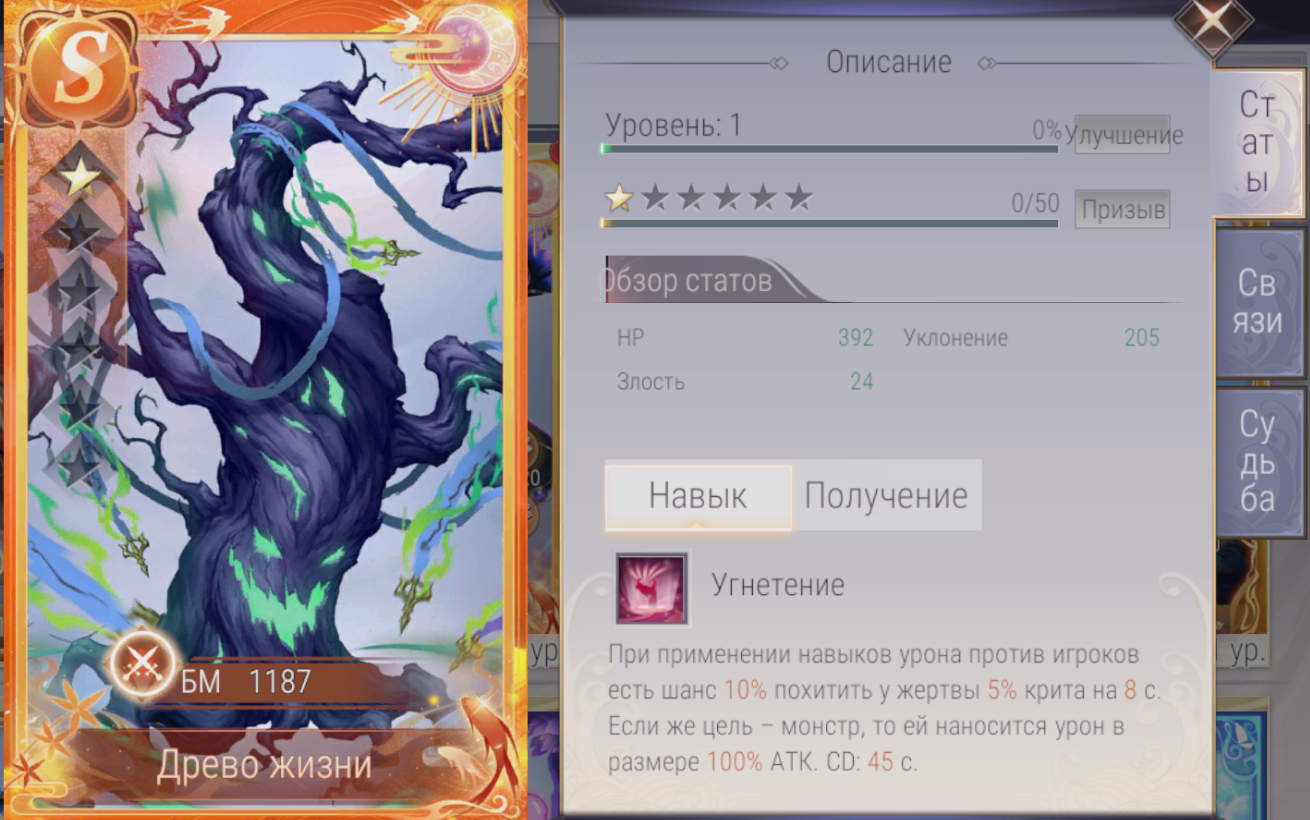 S
БМ 1187
Древо жизни
Описание
Уровень: 1
0%
Улучшение
0/50
Призыв
Обзор статов
HP 392 Уклонение 205
Злость 24
Навык Получение
Угнетение
При применении навыков урона против игроков
есть шанс 10% похитить у жертвы 5% крита на 8 с.
Если же цель – монстр, то ей наносится урон в
размере 100% АТК. CD: 45 с.
Ст
ат
ы
Св
язи
Су
дь
ба
ур
ур.